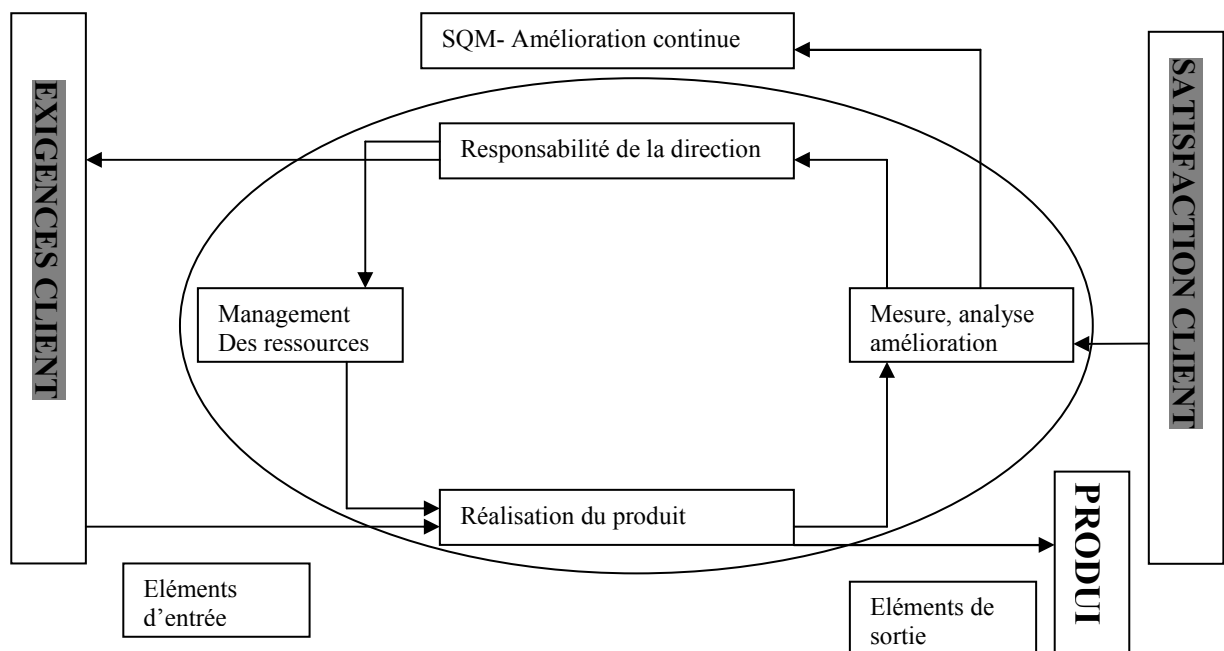 SQM- Amélioration continue
EXIGENCES CLIENT
SATISFACTION CLIENT
Responsabilité de la direction
Management
Des ressources
Mesure, analyse
amélioration
Réalisation du produit
PRODUI
Eléments
d’entrée
Eléments de
sortie